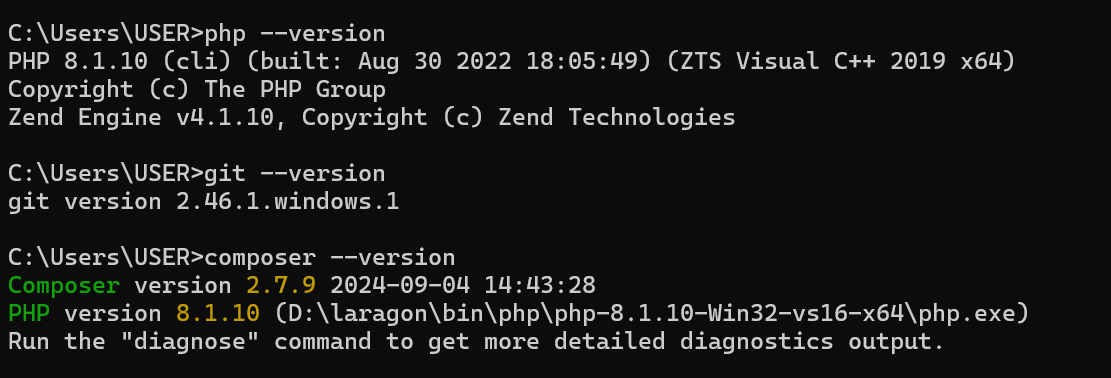 C:\Users\USER>php --version
PHP 8.1.10 (cli) (built: Aug 30 2022 18:05:49) (ZTS Visual C++ 2019 x64)
Copyright (c) The PHP Group
Zend Engine v4.1.10, Copyright (c) Zend Technologies
C:\Users\USER>git --version
git version 2.46.1.windows.1
C:\Users\USER>composer --version
Composer version 2.7.9 2024-09-04 14:43:28
PHP version 8.1.10 (D:\laragon\bin\php\php-8.1.10-Win32-vs16-x64\php.exe)
Run the "diagnose" command to get more detailed diagnostics output.